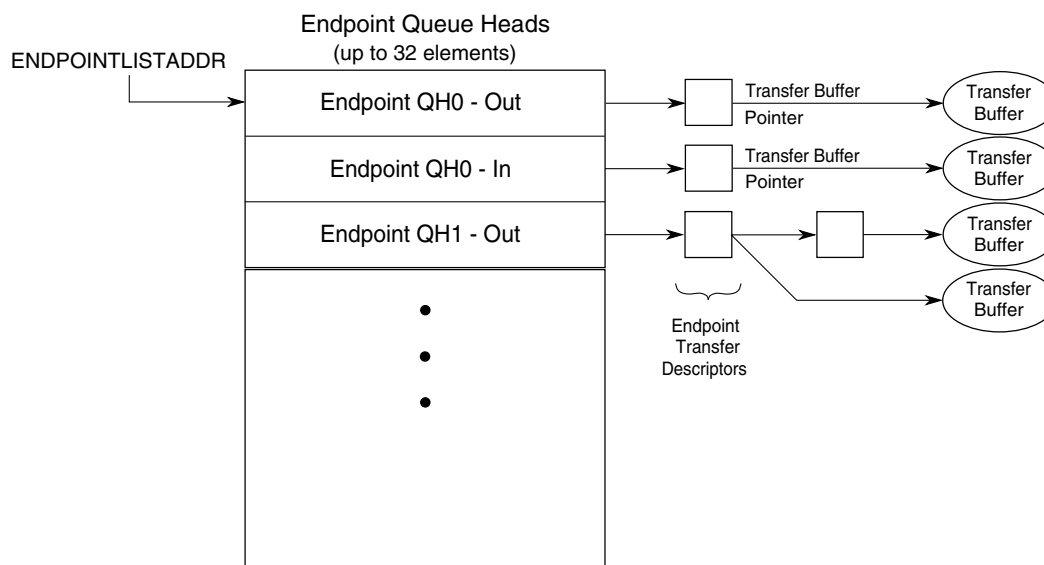 Endpoint Queue Heads
(up to 32 elements)
ENDPOINTLISTADDR
Endpoint QH0 - Out
Transfer Buffer
Pointer
Transfer
Buffer
Endpoint QH0 - In
Transfer Buffer
Pointer
Transfer
Buffer
Endpoint QH1 - Out
Transfer
Buffer
Transfer
Buffer
Endpoint
Transfer
Descriptors